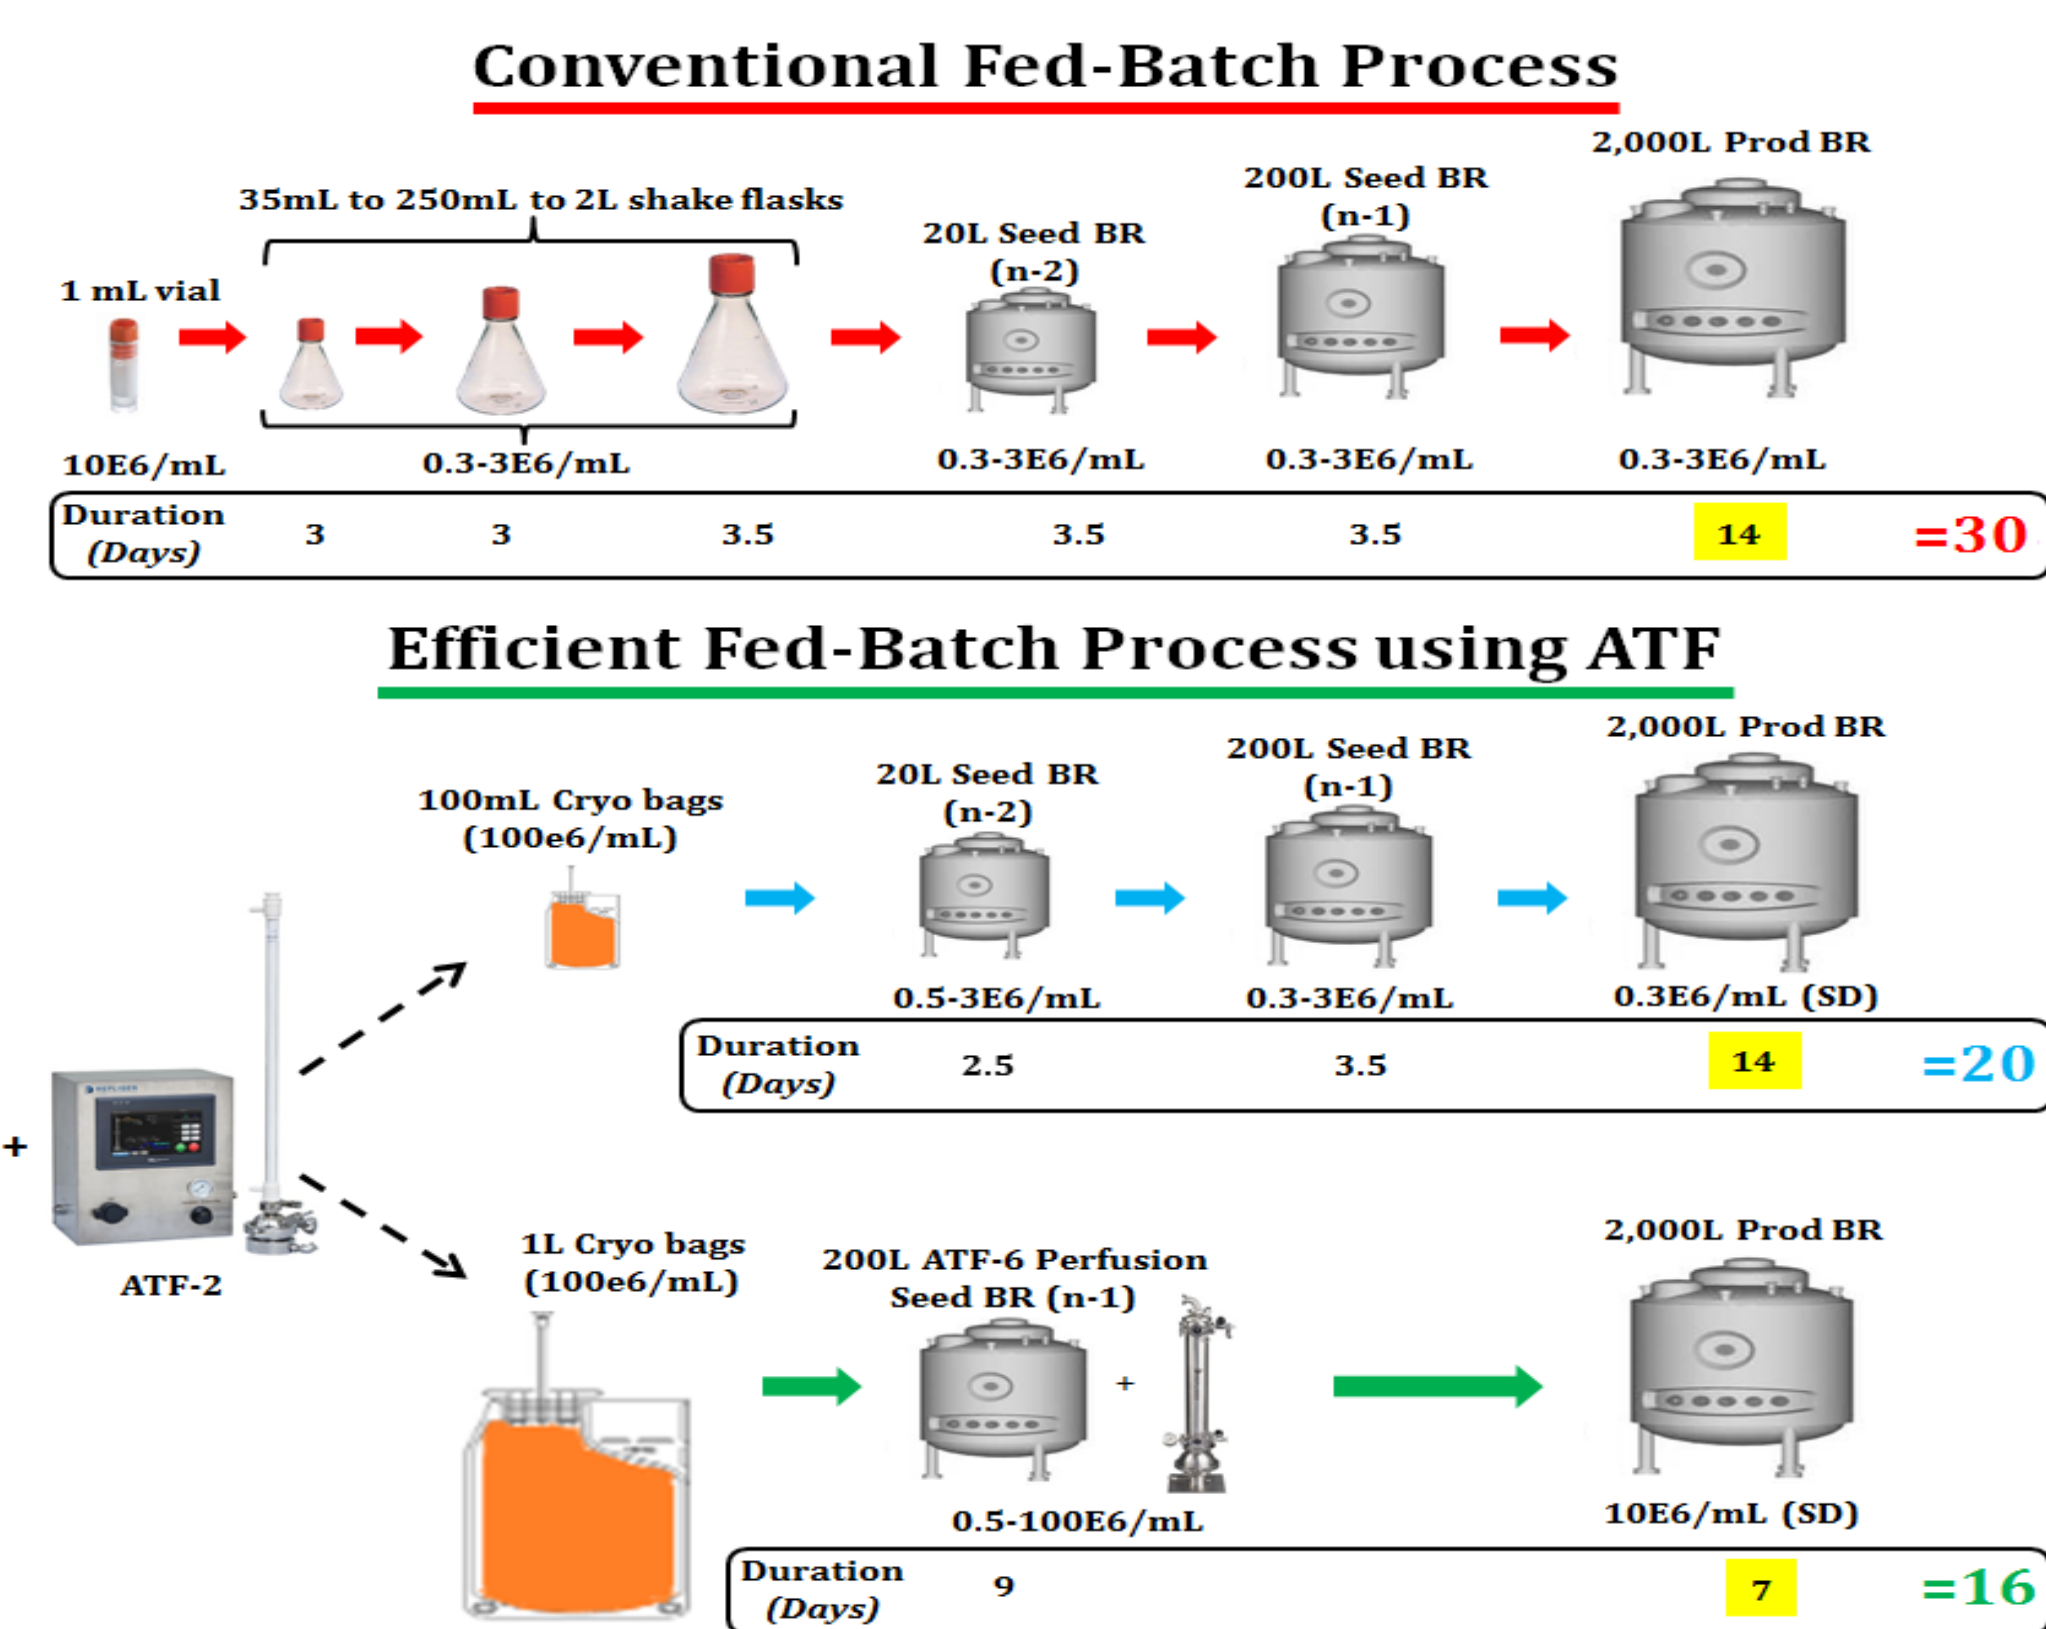 Conventional Fed-Batch Process
2,000L Prod BR
200L Seed BR
(n-1)
35mL to 250mL to 2L shake flasks
20L Seed BR
(n-2)
1 mL vial
10E6/mL
0.3-3E6/mL
0.3-3E6/mL
0.3-3E6/mL
0.3-3E6/mL
Duration
(Days)
3
3
3.5
3.5
3.5
14
=30
Efficient Fed-Batch Process using ATF
2,000L Prod BR
200L Seed BR
(n-1)
20L Seed BR
(n-2)
100mL Cryo bags
(100e6/mL)
0.5-3E6/mL
0.3-3E6/mL
0.3E6/mL (SD)
Duration
(Days)
2.5
3.5
14
=20
REPLIGEN
+
ATF-2
1L Cryo bags
(100e6/mL)
200L ATF-6 Perfusion
Seed BR (n-1)
+
2,000L Prod BR
0.5-100E6/mL
10E6/mL (SD)
Duration
(Days)
9
7
=16